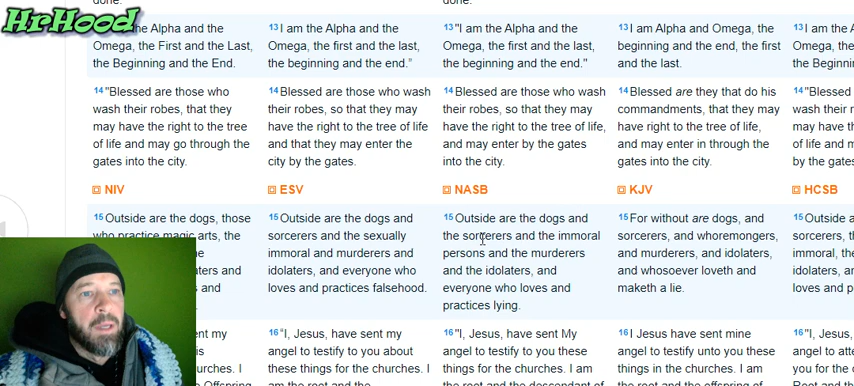 HrHood
done.
he Alpha and the
Omega, the First and the Last,
the Beginning and the End.
14 "Blessed are those who
wash their robes, that they
may have the right to the tree
of life and may go through the
gates into the city.
NIV
15 Outside are the dogs, those
who practice magic arts, the
aters and
nt my
13 I am the Alpha and the
Omega, the first and the last,
the beginning and the end.”
14 Blessed are those who wash
their robes, so that they may
have the right to the tree of life
and that they may enter the
city by the gates.
ESV
15 Outside are the dogs and
sorcerers and the sexually
immoral and murderers and
idolaters, and everyone who
loves and practices falsehood.
16 “I, Jesus, have sent my
angel to testify to you about
these things for the churches. I
am the root and the
done.
13 "I am the Alpha and the
Omega, the first and the last,
the beginning and the end."
14 Blessed are those who wash
their robes, so that they may
have the right to the tree of life,
and may enter by the gates
into the city.
NASB
15 Outside are the dogs and
the sorcerers and the immoral
persons and the murderers
and the idolaters, and
everyone who loves and
practices lying.
16 "I, Jesus, have sent My
angel to testify to you these
things for the churches. I am
the root and the descendant of
13 I am Alpha and Omega, the
beginning and the end, the first
and the last.
14 Blessed are they that do his
commandments, that they may
have right to the tree of life,
and may enter in through the
gates into the city.
KJV
15 For without are dogs, and
sorcerers, and whoremongers,
and murderers, and idolaters,
and whosoever loveth and
maketh a lie.
16 I Jesus have sent mine
angel to testify unto you these
things in the churches. I am
the root and the offspring of
13 I am the
Omega, the
the Beginnin
14 "Blessed
wash their r
have the rig
of life and m
by the gates
HCSB
15 Outside a
sorcerers, t
immoral, the
idolaters, an
loves and p
16 "I, Jesus
angel to atte
you for the c
Root and th